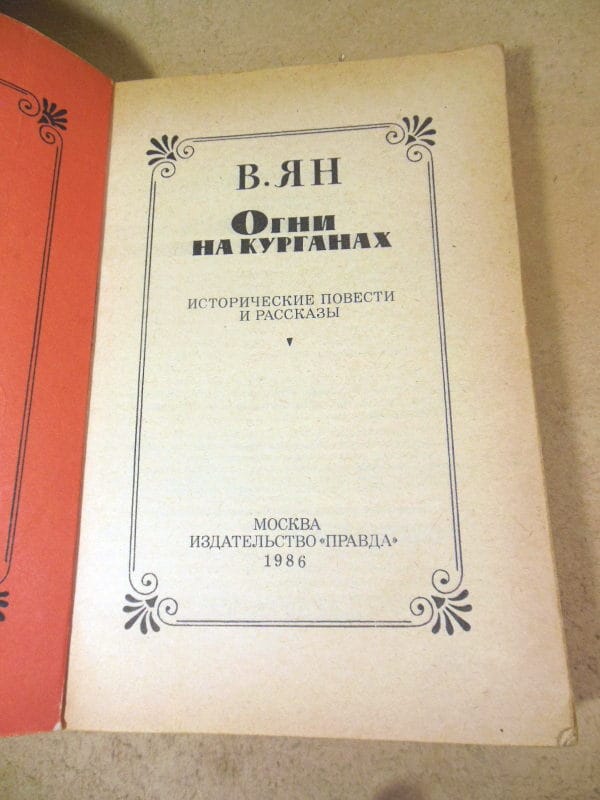 В. ЯН
Огни
НА КУРГАНАХ
ИСТОРИЧЕСКИЕ ПОВЕСТИ
И РАССКАЗЫ
МОСКВА
ИЗДАТЕЛЬСТВО «ПРАВДА»
1986